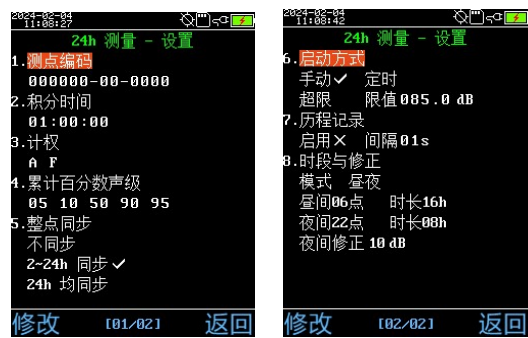 2024-02-04
11:08:27
24h 测量 - 设置
1.测点编码
000000-00-0000
2.积分时间
01:00:00
3.计权
A F
4.累计百分数声级
05 10 50 90 95
5.整点同步
不同步
2~24h 同步✓
24h 均同步
修改 [01/02] 返回
2024-02-04
11:08:42
24h 测量 - 设置
6.启动方式
手动✓ 定时
超限 限值085.0 dB
7.历程记录
启用✕ 间隔01s
8.时段与修正
模式 昼夜
昼间06点 时长16h
夜间22点 时长08h
夜间修正 10 dB
修改 [02/02] 返回